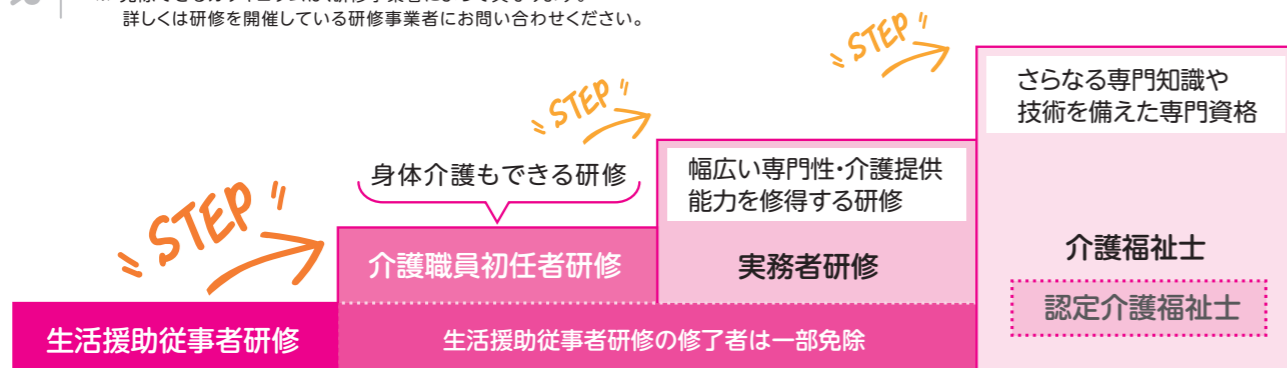 詳しくは研修を開催している研修事業者にお問い合わせください。
STEP
さらなる専門知識や
技術を備えた専門資格
STEP
身体介護もできる研修
幅広い専門性・介護提供
能力を修得する研修
STEP
介護職員初任者研修
実務者研修
介護福祉士
認定介護福祉士
生活援助従事者研修
生活援助従事者研修の修了者は一部免除